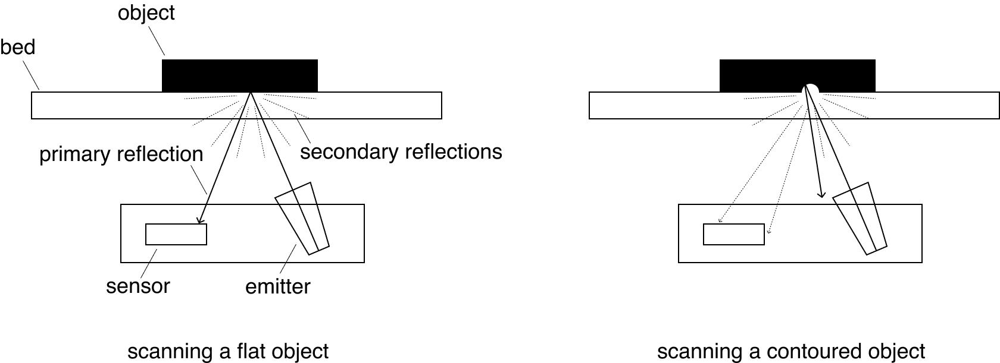 object
bed
primary reflection
secondary reflections
sensor
emitter
scanning a flat object
scanning a contoured object